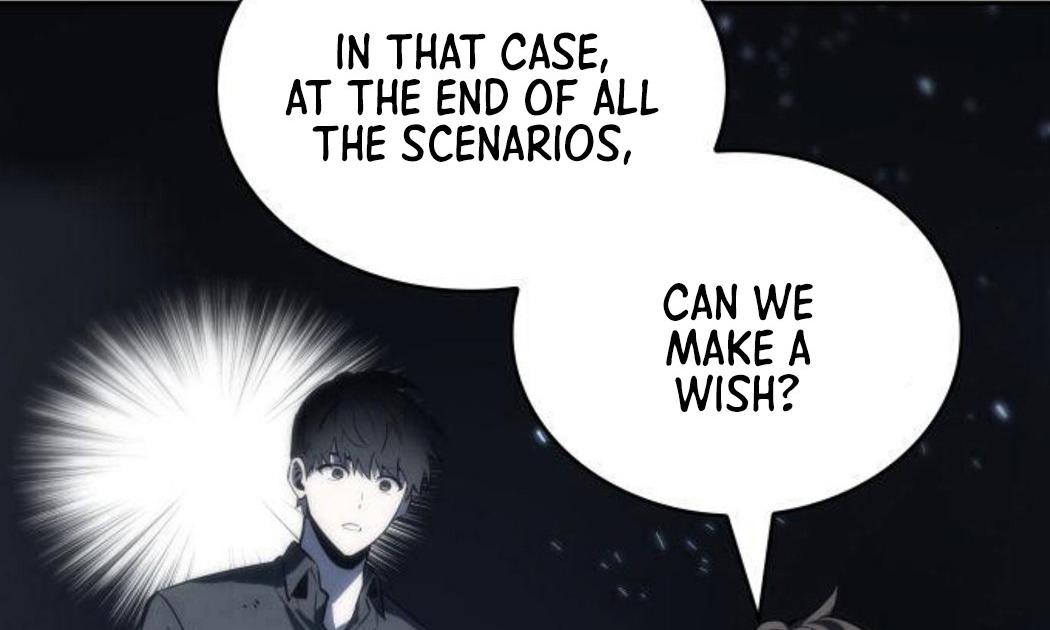 IN THAT CASE,
AT THE END OF ALL
THE SCENARIOS,
CAN WE
MAKE A
WISH?